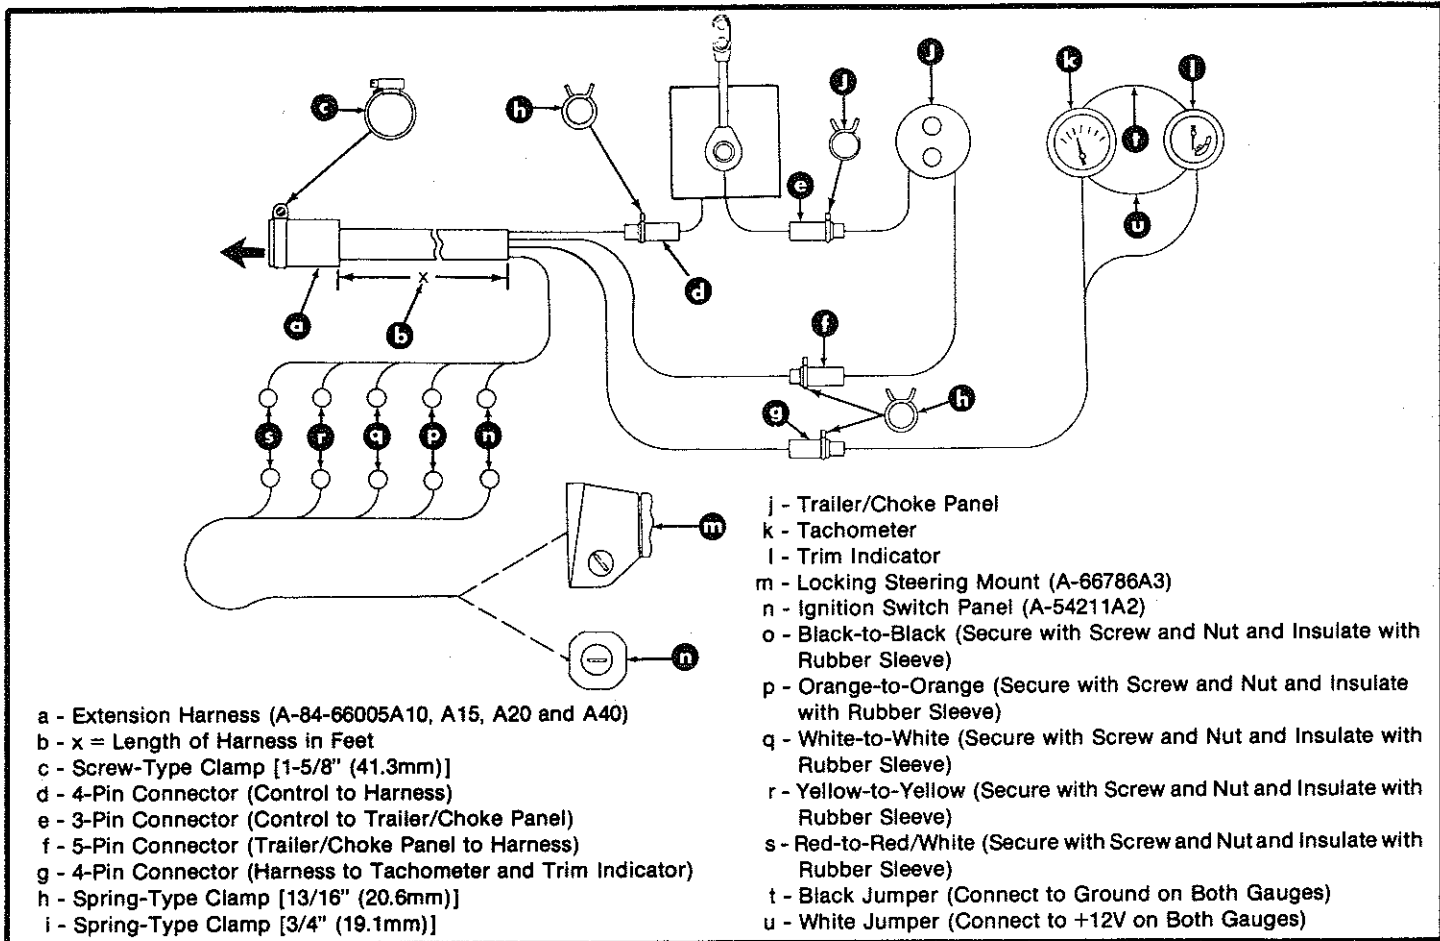 c
h
j
j
k
l
t
e
u
d
a
x
b
f
g
h
s
r
q
p
n
m
n
a - Extension Harness (A-84-66005A10, A15, A20 and A40)
b - x = Length of Harness in Feet
c - Screw-Type Clamp [1-5/8" (41.3mm)]
d - 4-Pin Connector (Control to Harness)
e - 3-Pin Connector (Control to Trailer/Choke Panel)
f - 5-Pin Connector (Trailer/Choke Panel to Harness)
g - 4-Pin Connector (Harness to Tachometer and Trim Indicator)
h - Spring-Type Clamp [13/16" (20.6mm)]
i - Spring-Type Clamp [3/4" (19.1mm)]
j - Trailer/Choke Panel
k - Tachometer
l - Trim Indicator
m - Locking Steering Mount (A-66786A3)
n - Ignition Switch Panel (A-54211A2)
o - Black-to-Black (Secure with Screw and Nut and Insulate with
Rubber Sleeve)
p - Orange-to-Orange (Secure with Screw and Nut and Insulate
with Rubber Sleeve)
q - White-to-White (Secure with Screw and Nut and Insulate with
Rubber Sleeve)
r - Yellow-to-Yellow (Secure with Screw and Nut and Insulate with
Rubber Sleeve)
s - Red-to-Red/White (Secure with Screw and Nut and Insulate with
Rubber Sleeve)
t - Black Jumper (Connect to Ground on Both Gauges)
u - White Jumper (Connect to +12V on Both Gauges)